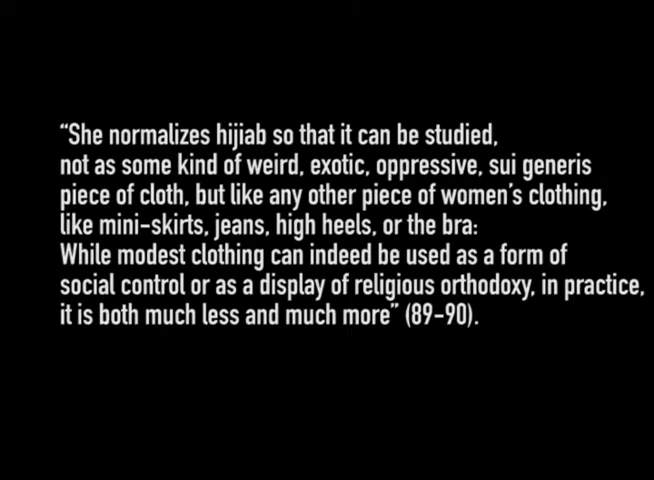 “She normalizes hijiab so that it can be studied,
not as some kind of weird, exotic, oppressive, sui generis
piece of cloth, but like any other piece of women’s clothing,
like mini-skirts, jeans, high heels, or the bra:
While modest clothing can indeed be used as a form of
social control or as a display of religious orthodoxy, in practice,
it is both much less and much more” (89-90).